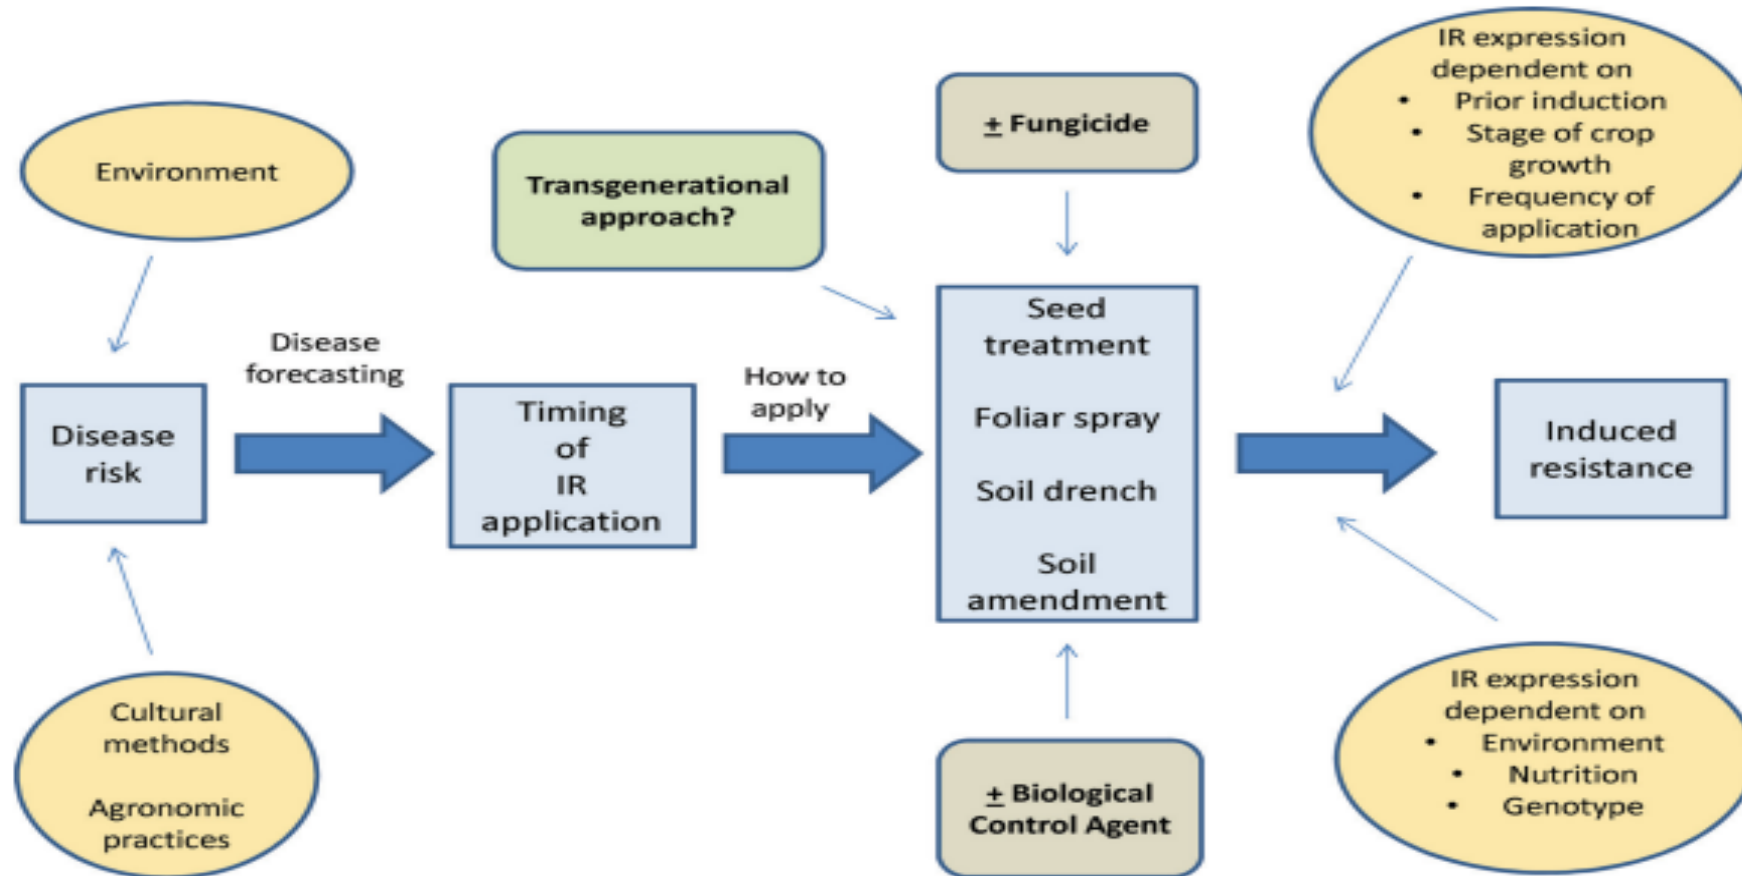 Environment
Cultural
methods
Agronomic
practices
Disease
risk
Disease
forecasting
Timing
of
IR
application
Transgenerational
approach?
How to
apply
± Fungicide
Seed
treatment
Foliar spray
Soil drench
Soil
amendment
± Biological
Control Agent
IR expression
dependent on
• Prior induction
• Stage of crop
growth
• Frequency of
application
IR expression
dependent on
• Environment
• Nutrition
• Genotype
Induced
resistance